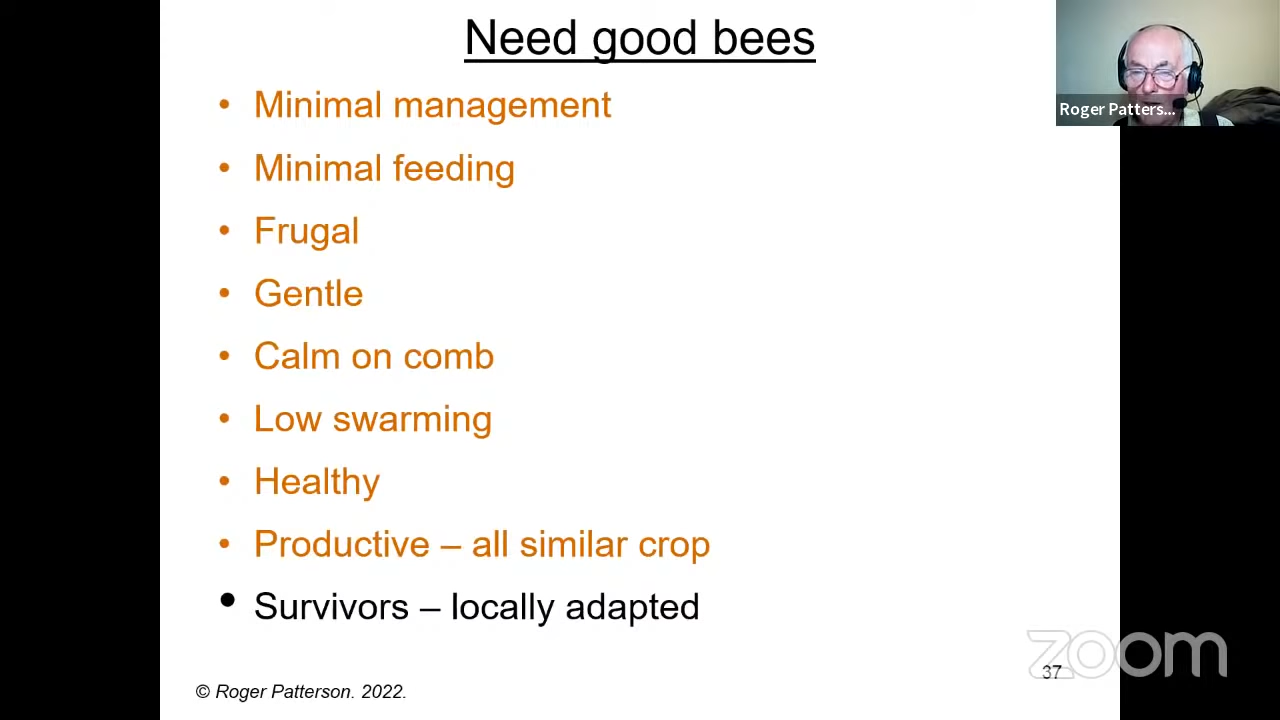 Need good bees
Roger Patters...
• Minimal management
• Minimal feeding
• Frugal
• Gentle
• Calm on comb
• Low swarming
• Healthy
• Productive – all similar crop
• Survivors – locally adapted
zoom
37
© Roger Patterson. 2022.